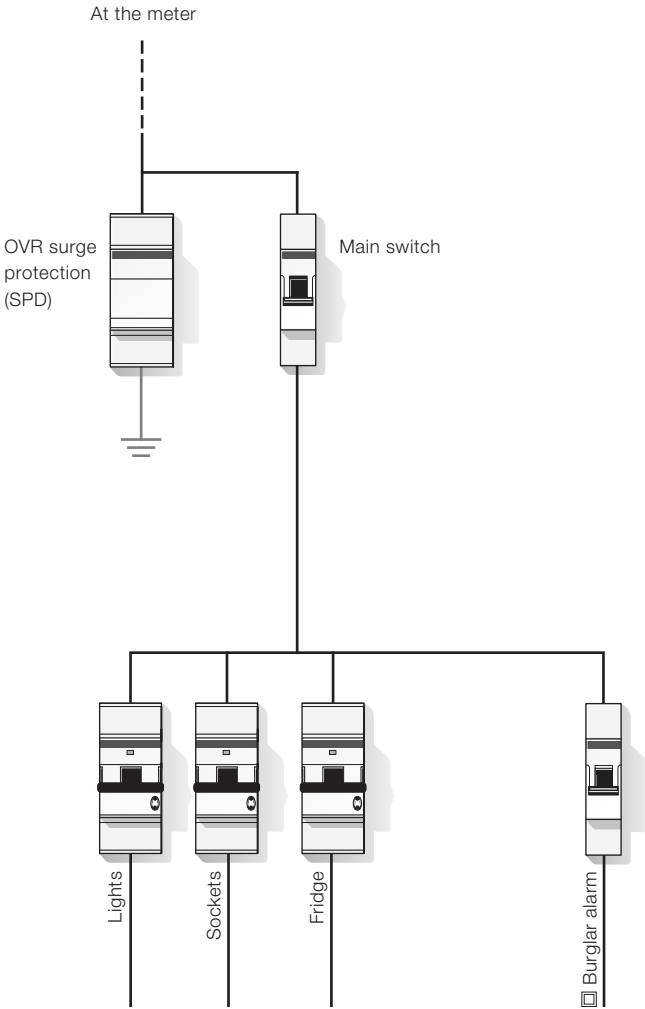 At the meter
OVR surge
protection
(SPD)
Main switch
Lights
Sockets
Fridge
Burglar alarm